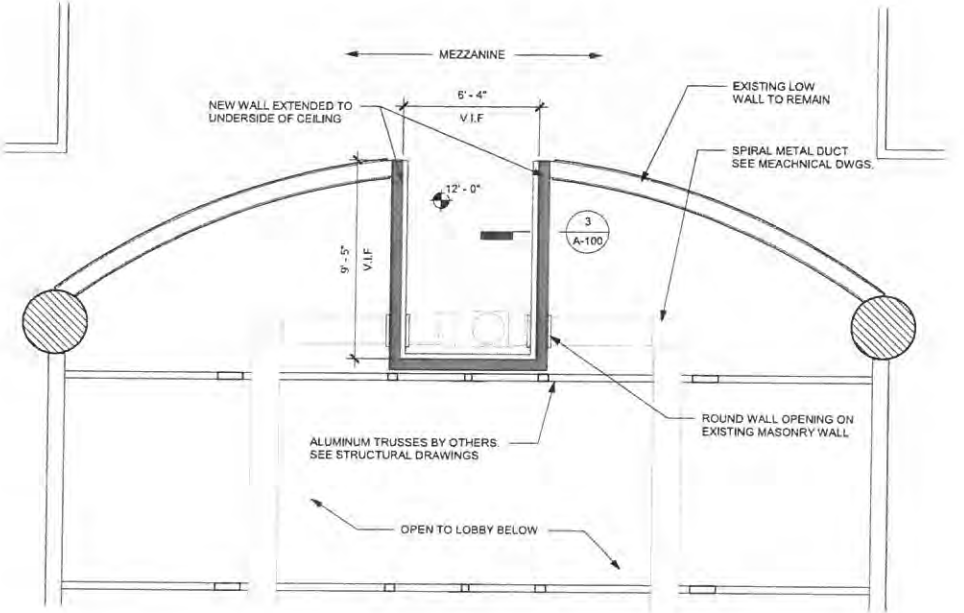 MEZZANINE
6' - 4"
V.I.F
NEW WALL EXTENDED TO
UNDERSIDE OF CEILING
EXISTING LOW
WALL TO REMAIN
SPIRAL METAL DUCT
SEE MEACHNICAL DWGS.
12' - 0"
3
A-100
9' - 5"
V.I.F
ROUND WALL OPENING ON
EXISTING MASONRY WALL
ALUMINUM TRUSSES BY OTHERS.
SEE STRUCTURAL DRAWINGS
OPEN TO LOBBY BELOW